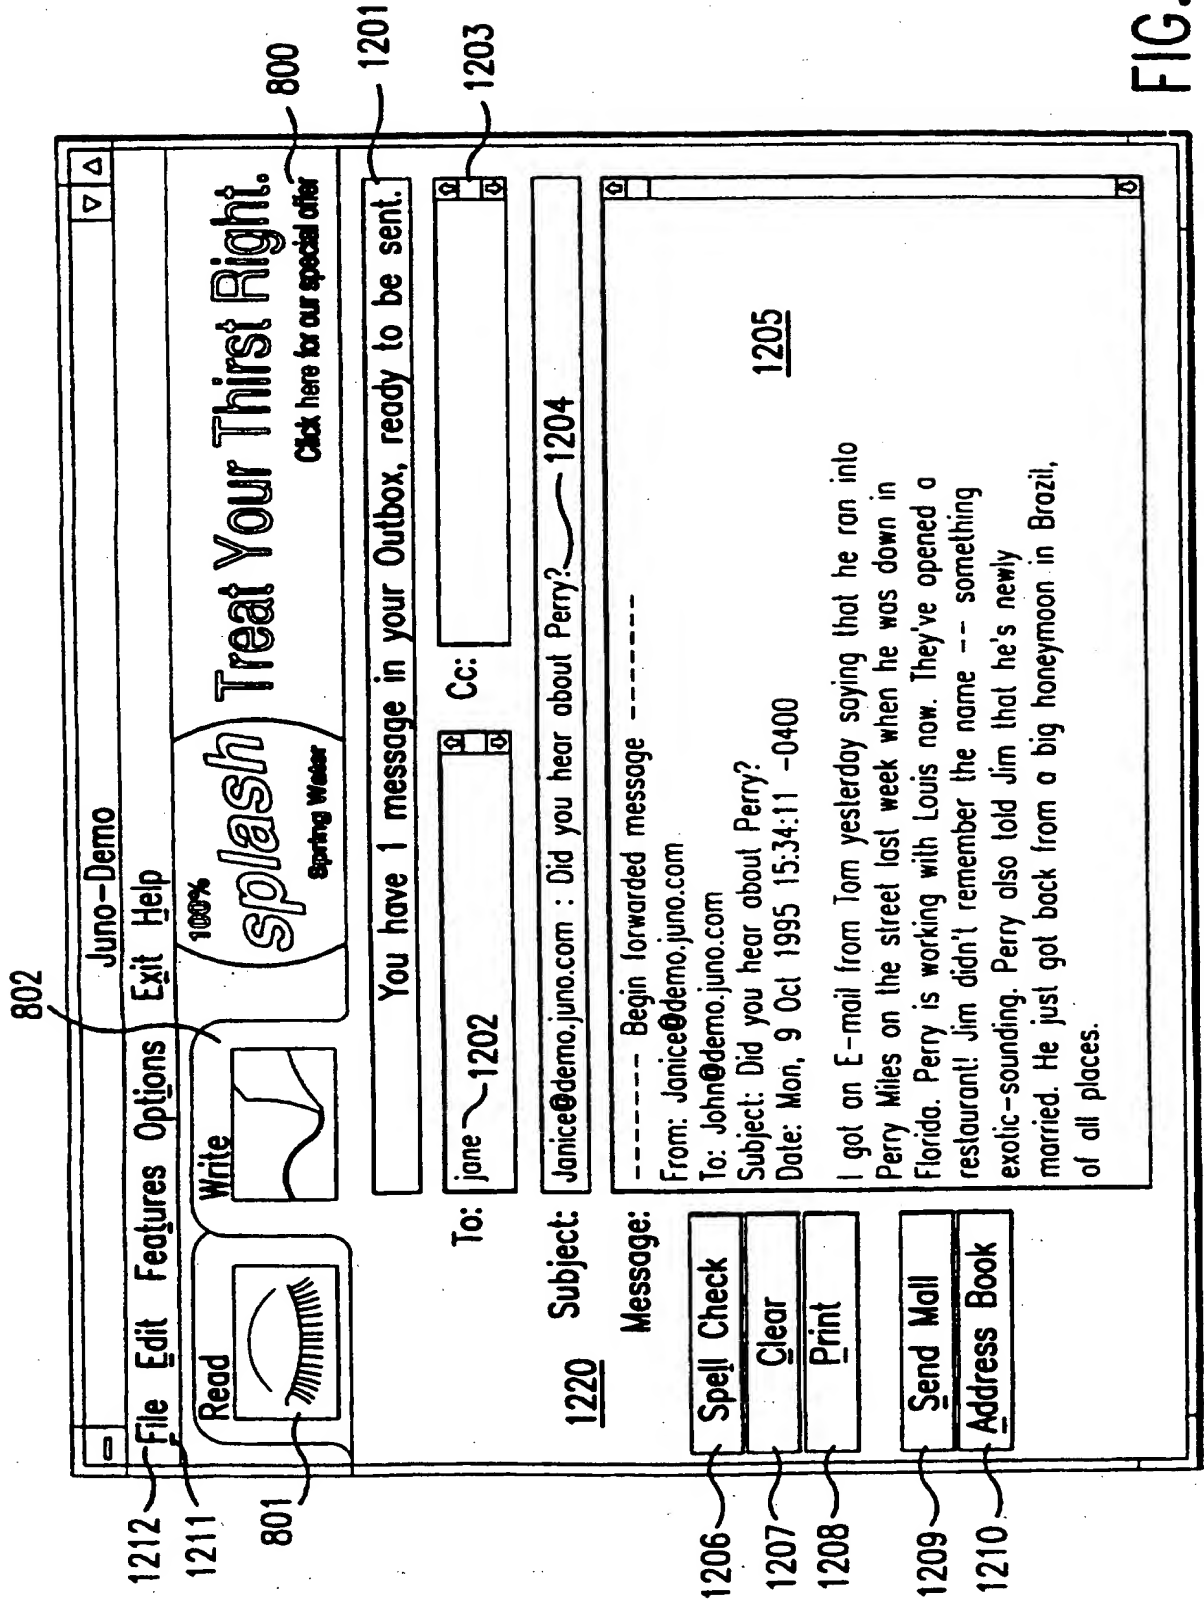 802
Juno-Demo
1212
File Edit Features Options Exit Help
1211
Read
Write
801
100%
splash
Spring Water
Treat Your Thirst Right.
Click here for our special offer
800
You have 1 message in your Outbox, ready to be sent.
1201
To: jane 1202
Cc:
1203
1220
Subject: Janice@demo.juno.com : Did you hear about Perry? 1204
Message:
------- Begin forwarded message -------
From: Janice@demo.juno.com
To: John@demo.juno.com
Subject: Did you hear about Perry?
Date: Mon, 9 Oct 1995 15:34:11 -0400
1205
I got an E-mail from Tom yesterday saying that he ran into
Perry Miles on the street last week when he was down in
Florida. Perry is working with Louis now. They've opened a
restaurant! Jim didn't remember the name -- something
exotic-sounding. Perry also told Jim that he's newly
married. He just got back from a big honeymoon in Brazil,
of all places.
1206 Spell Check
1207 Clear
1208 Print
1209 Send Mail
1210 Address Book
FIG.